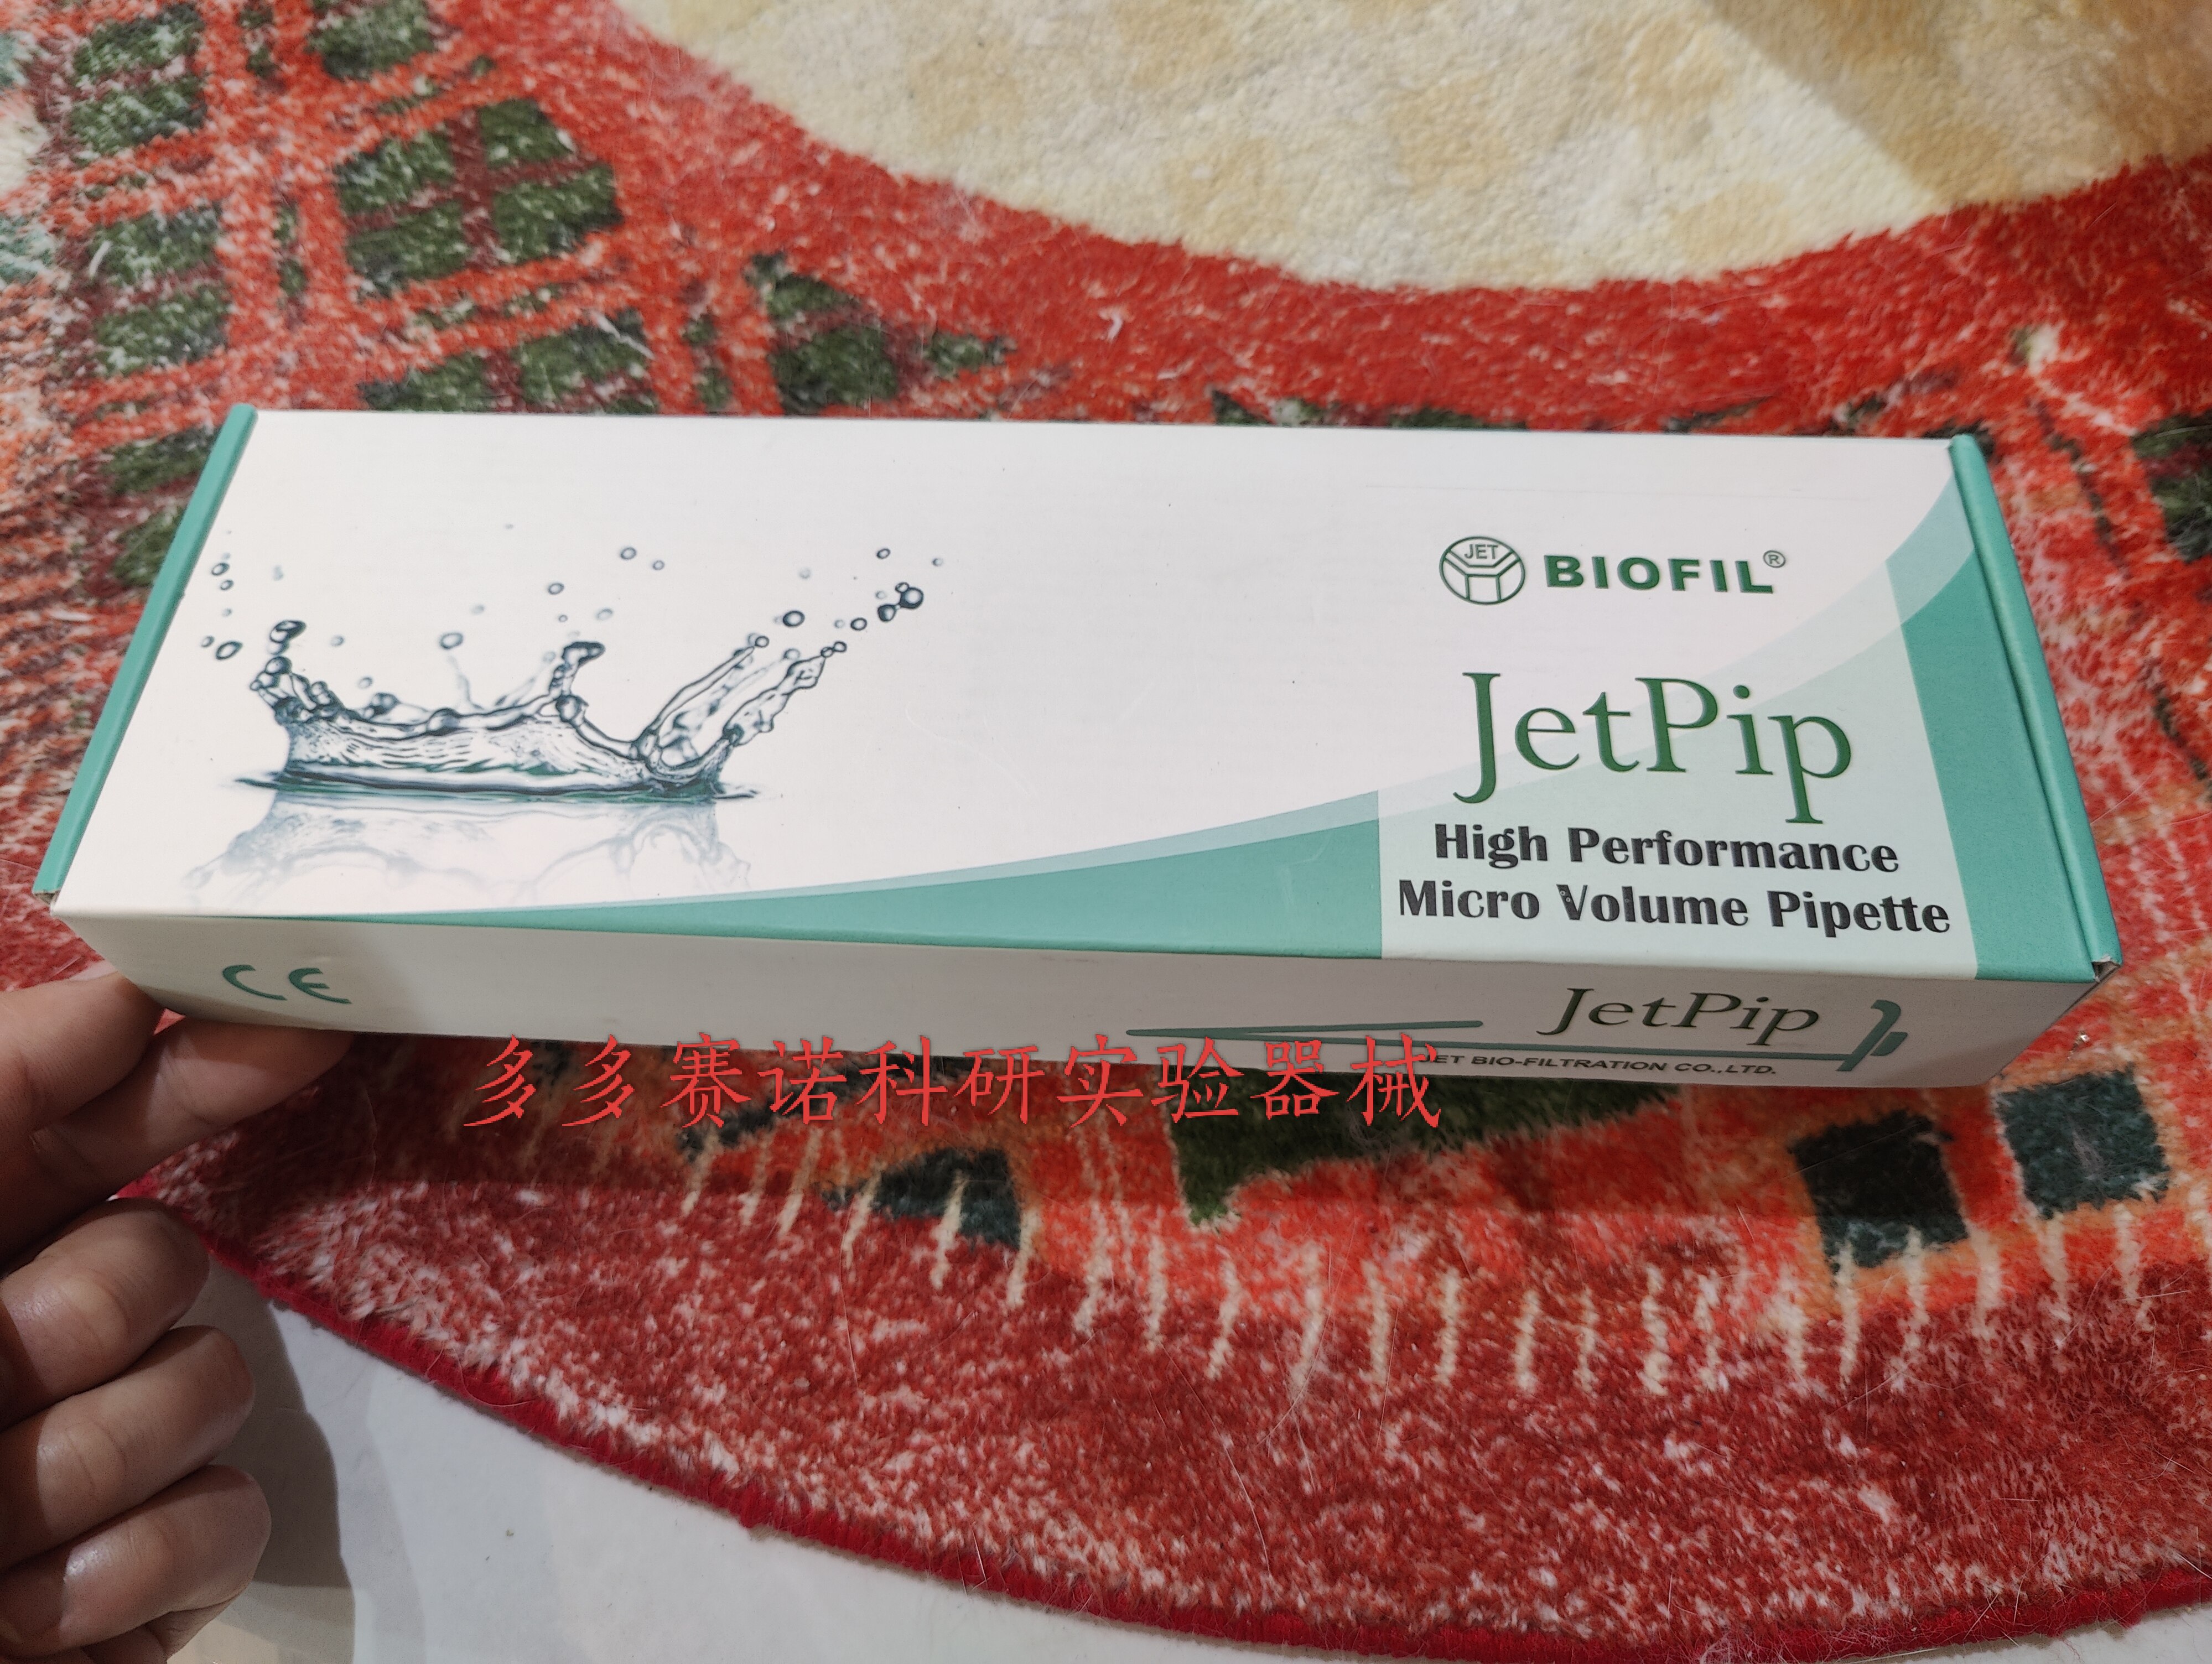 JET BIOFIL®
JetPip
High Performance
Micro Volume Pipette
CE
JetPip
ET BIO-FILTRATION CO.,LTD.
多多赛诺科研实验器械